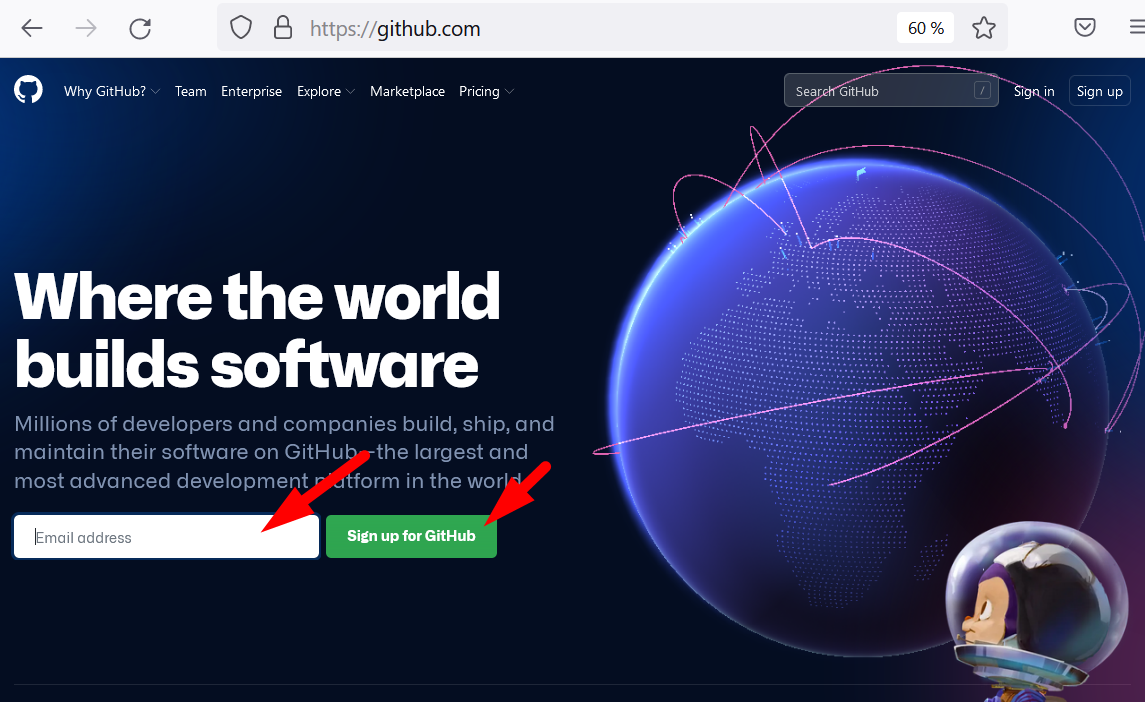 https://github.com
60 %
Why GitHub?
Team
Enterprise
Explore
Marketplace
Pricing
Search GitHub
/
Sign in
Sign up
Where the world
builds software
Millions of developers and companies build, ship, and
maintain their software on GitHub—the largest and
most advanced development platform in the world.
Email address
Sign up for GitHub